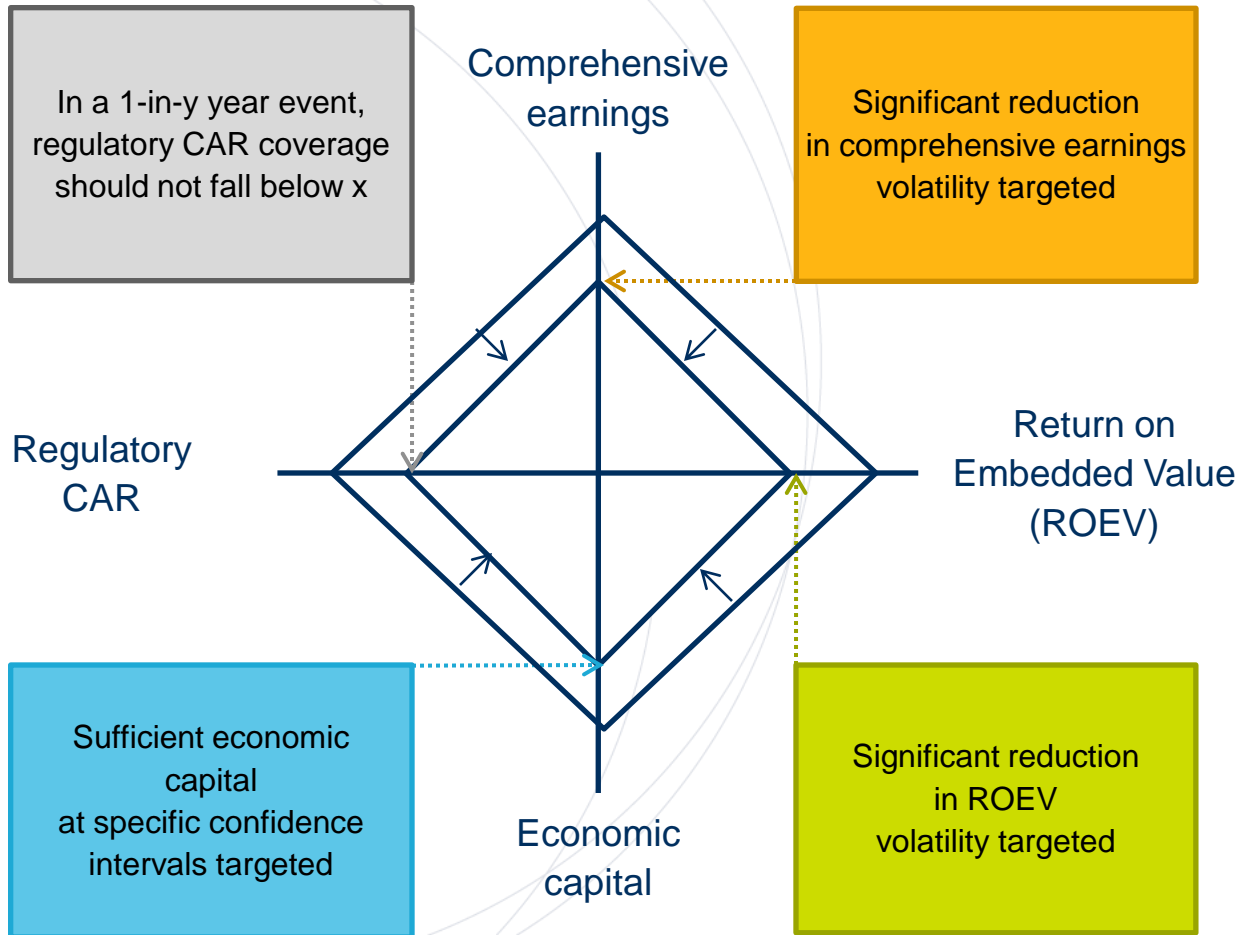 In a 1-in-y year event,
regulatory CAR coverage
should not fall below x
Comprehensive
earnings
Significant reduction
in comprehensive earnings
volatility targeted
Regulatory
CAR
Return on
Embedded Value
(ROEV)
Sufficient economic
capital
at specific confidence
intervals targeted
Economic
capital
Significant reduction
in ROEV
volatility targeted